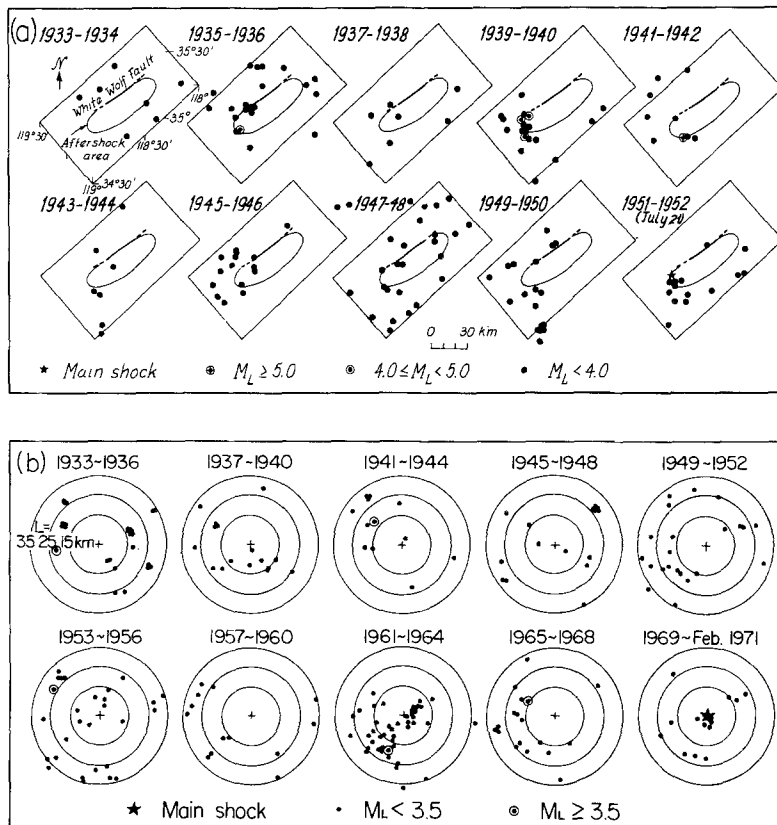 (a)
1933-1934 1935-1936 1937-1938 1939-1940 1941-1942
N
White Wolf Fault
35°30'
118°
35°
118°30'
119°30'
Aftershock area
119° 34°30'
1943-1944 1945-1946 1947-48 1949-1950 1951-1952
(July 21)
0 30 km
★ Main shock ⊕ M_L ≥ 5.0 ◉ 4.0 ≤ M_L < 5.0 • M_L < 4.0
(b)
1933~1936 1937~1940 1941~1944 1945~1948 1949~1952
L=
35 25 15 km
1953~1956 1957~1960 1961~1964 1965~1968 1969~Feb. 1971
★ Main shock • M_L < 3.5 ◉ M_L ≥ 3.5